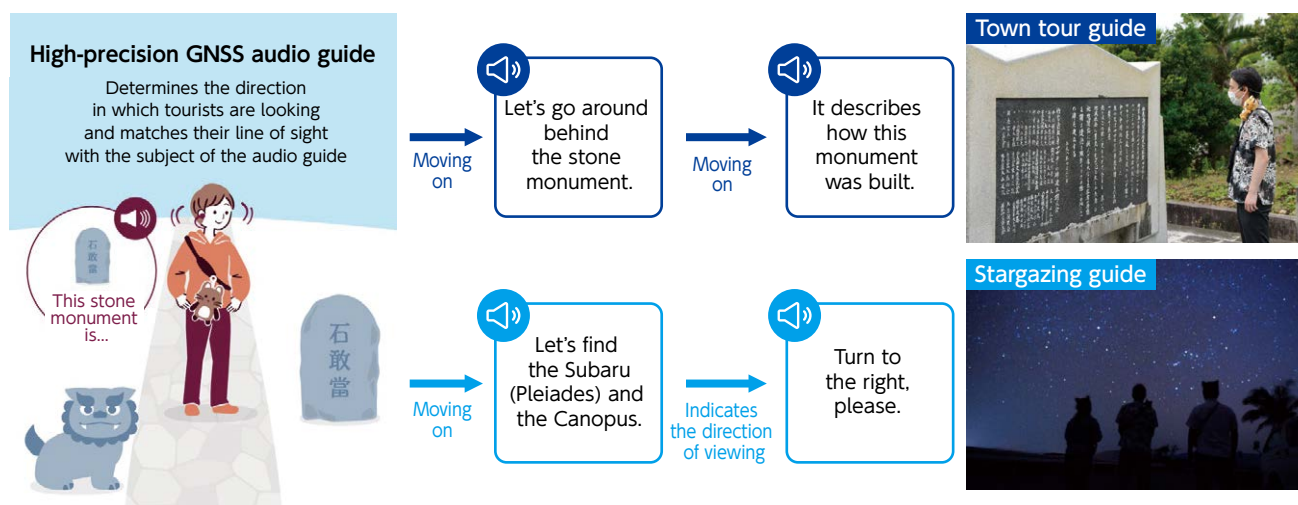 High-precision GNSS audio guide
Determines the direction
in which tourists are looking
and matches their line of sight
with the subject of the audio guide
石
敢
當
This stone
monument
is...
石
敢
當
Moving
on
Let's go around
behind
the stone
monument.
Moving
on
It describes
how this
monument
was built.
Town tour guide
Moving
on
Let's find
the Subaru
(Pleiades) and
the Canopus.
Indicates
the direction
of viewing
Turn to
the right,
please.
Stargazing guide